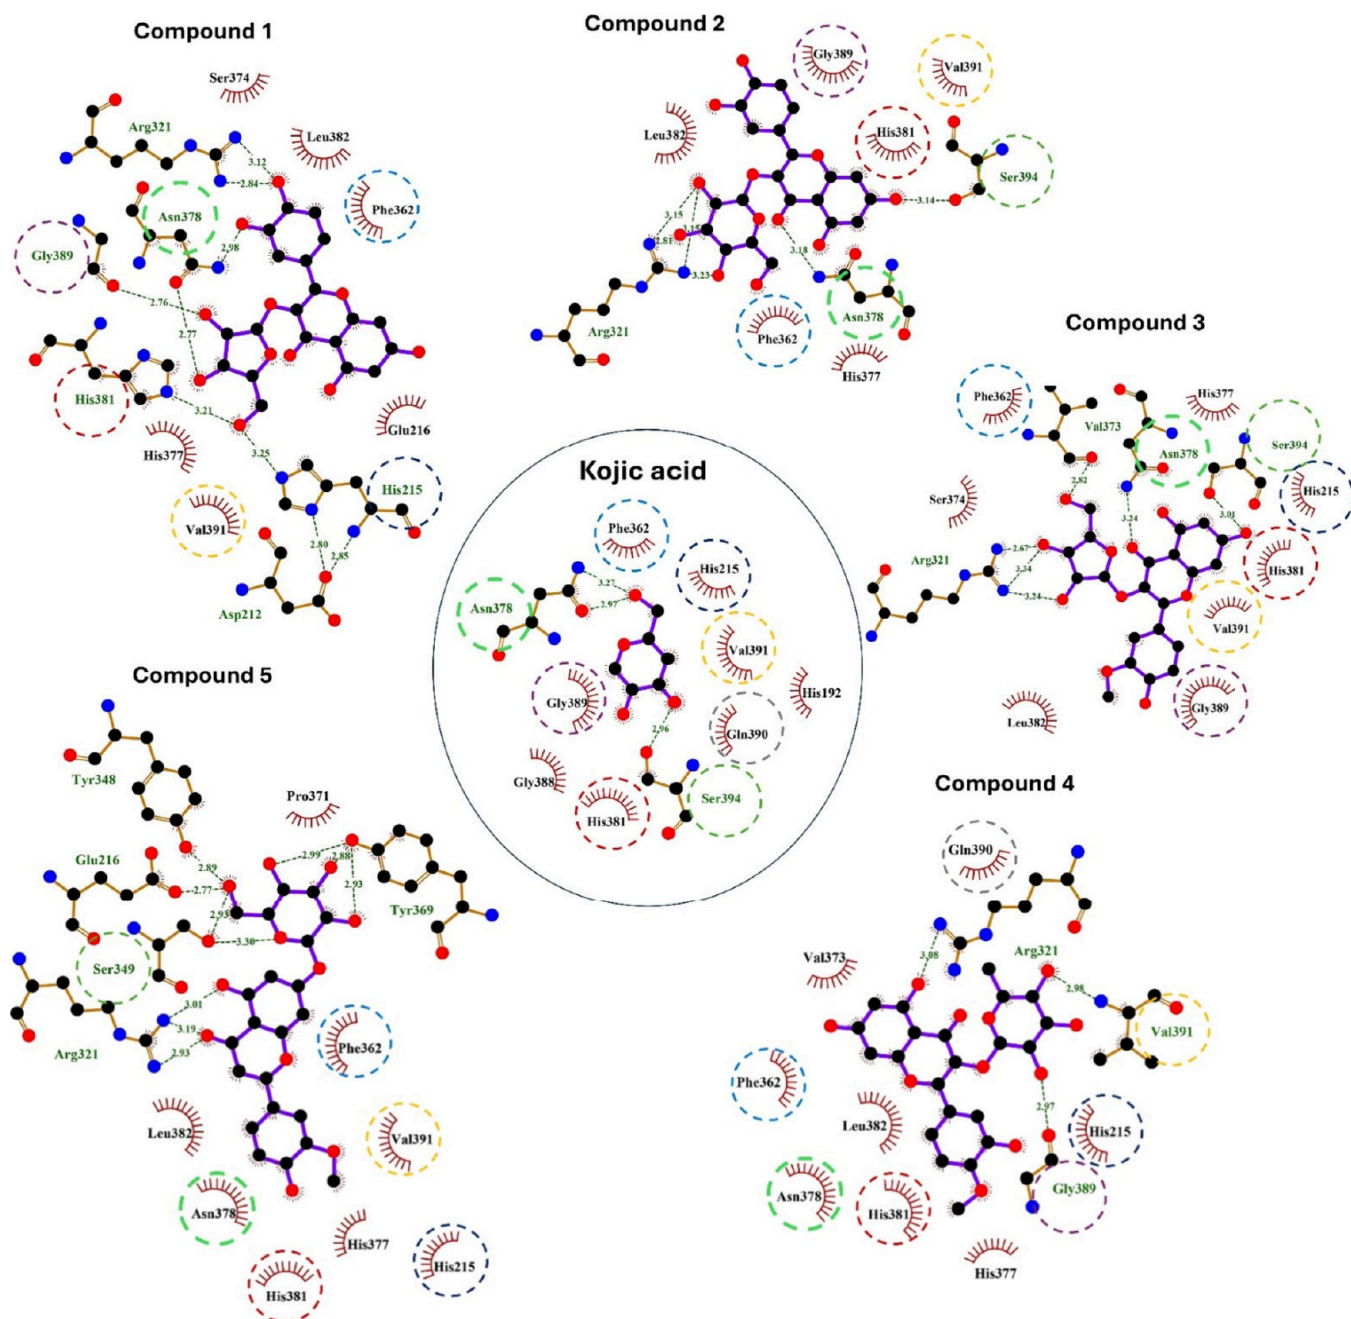 Compound 1
Ser374
Arg321
Leu382
3.12
2.84
Phe362
Asn378
2.98
Gly389
2.76
2.77
His381
3.21
Glu216
His377
3.25
His215
Val391
2.80
2.85
Asp212
Compound 2
Gly389
Val391
Leu382
His381
Ser394
3.14
3.15
3.15
2.81
3.18
3.23
Asn378
Arg321
Phe362
His377
Compound 3
Phe362
His377
Val373
Ser394
Asn378
2.82
His215
Ser374
3.01
3.24
Arg321
2.67
His381
3.34
3.24
Val391
Gly389
Leu382
Kojic acid
Phe362
His215
3.27
Asn378
2.97
Val391
Gly389
His192
Gln390
2.96
Gly388
Ser394
His381
Compound 5
Tyr348
Pro371
Glu216
2.99
2.88
2.89
2.93
2.77
Tyr369
2.93
3.30
Ser349
3.01
3.19
Arg321
2.93
Phe362
Leu382
Val391
Asn378
His377
His215
His381
Compound 4
Gln390
Val373
3.08
Arg321
2.98
Val391
Phe362
2.97
Leu382
His215
Asn378
His381
Gly389
His377